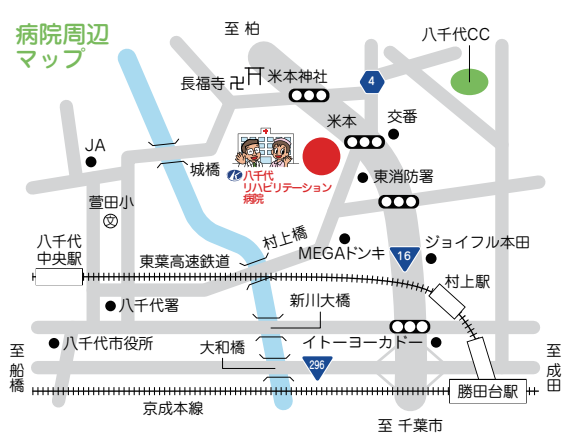 病院周辺
マップ
至 柏
八千代CC
長福寺
米本神社
4
米本
交番
JA
城橋
八千代
リハビリテーション
病院
東消防署
萱田小
文
八千代
中央駅
東葉高速鉄道
村上橋
MEGAドンキ
16
ジョイフル本田
村上駅
八千代署
新川大橋
八千代市役所
大和橋
イトーヨーカドー
至 船橋
296
至 成田
勝田台駅
京成本線
至 千葉市